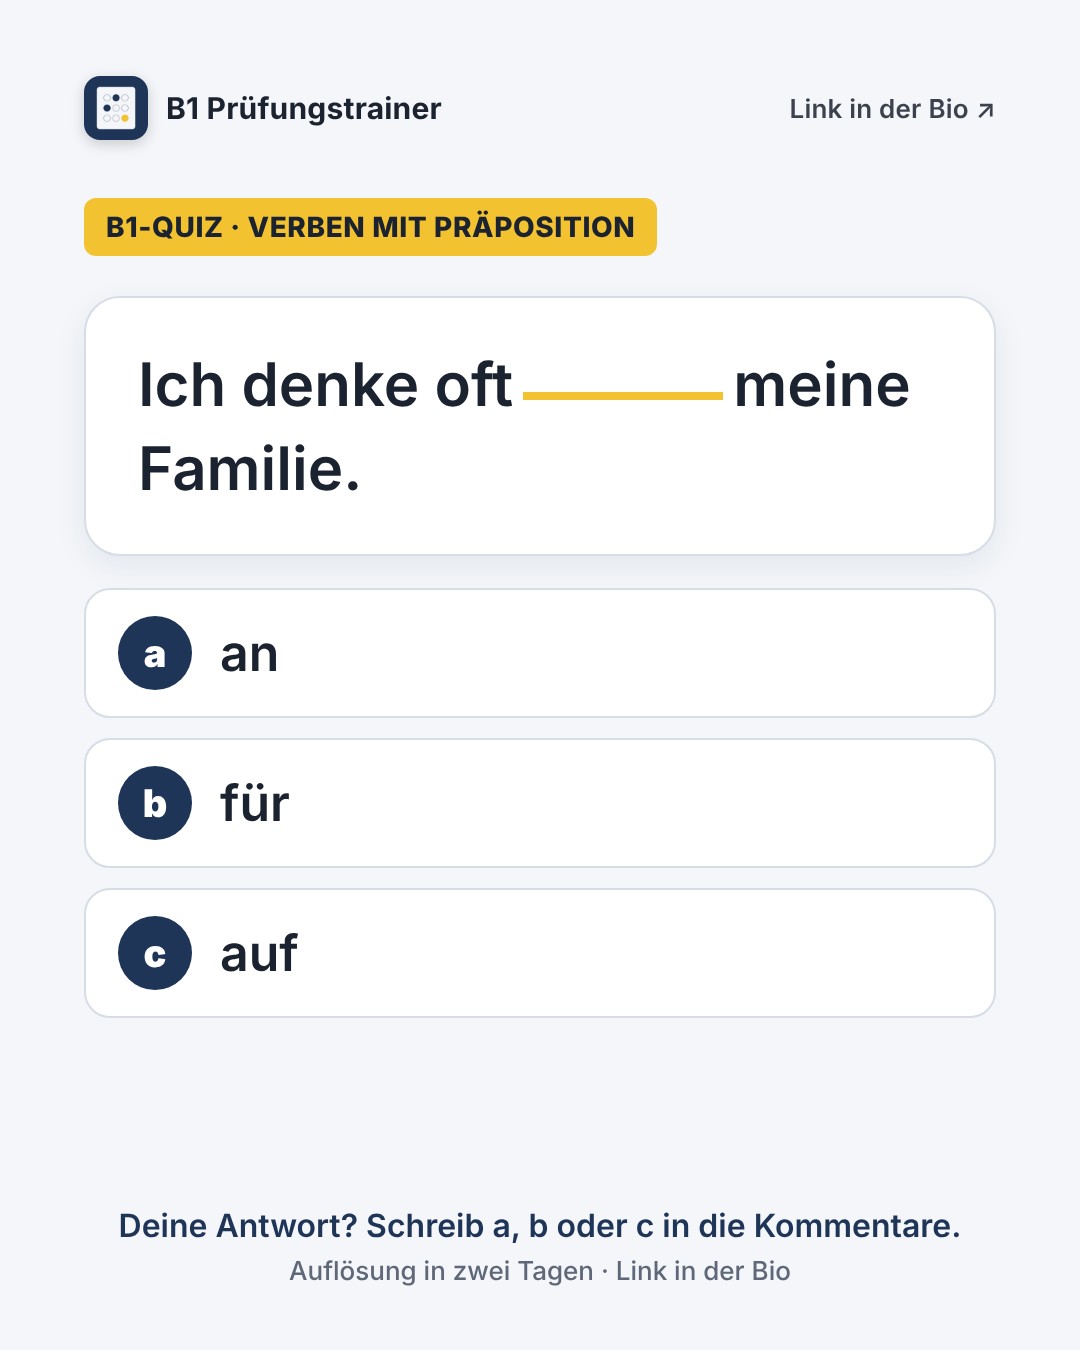 B1 Prüfungstrainer
Link in der Bio ↗
B1-QUIZ · VERBEN MIT PRÄPOSITION
Ich denke oft ______ meine
Familie.
a an
b für
c auf
Deine Antwort? Schreib a, b oder c in die Kommentare.
Auflösung in zwei Tagen · Link in der Bio